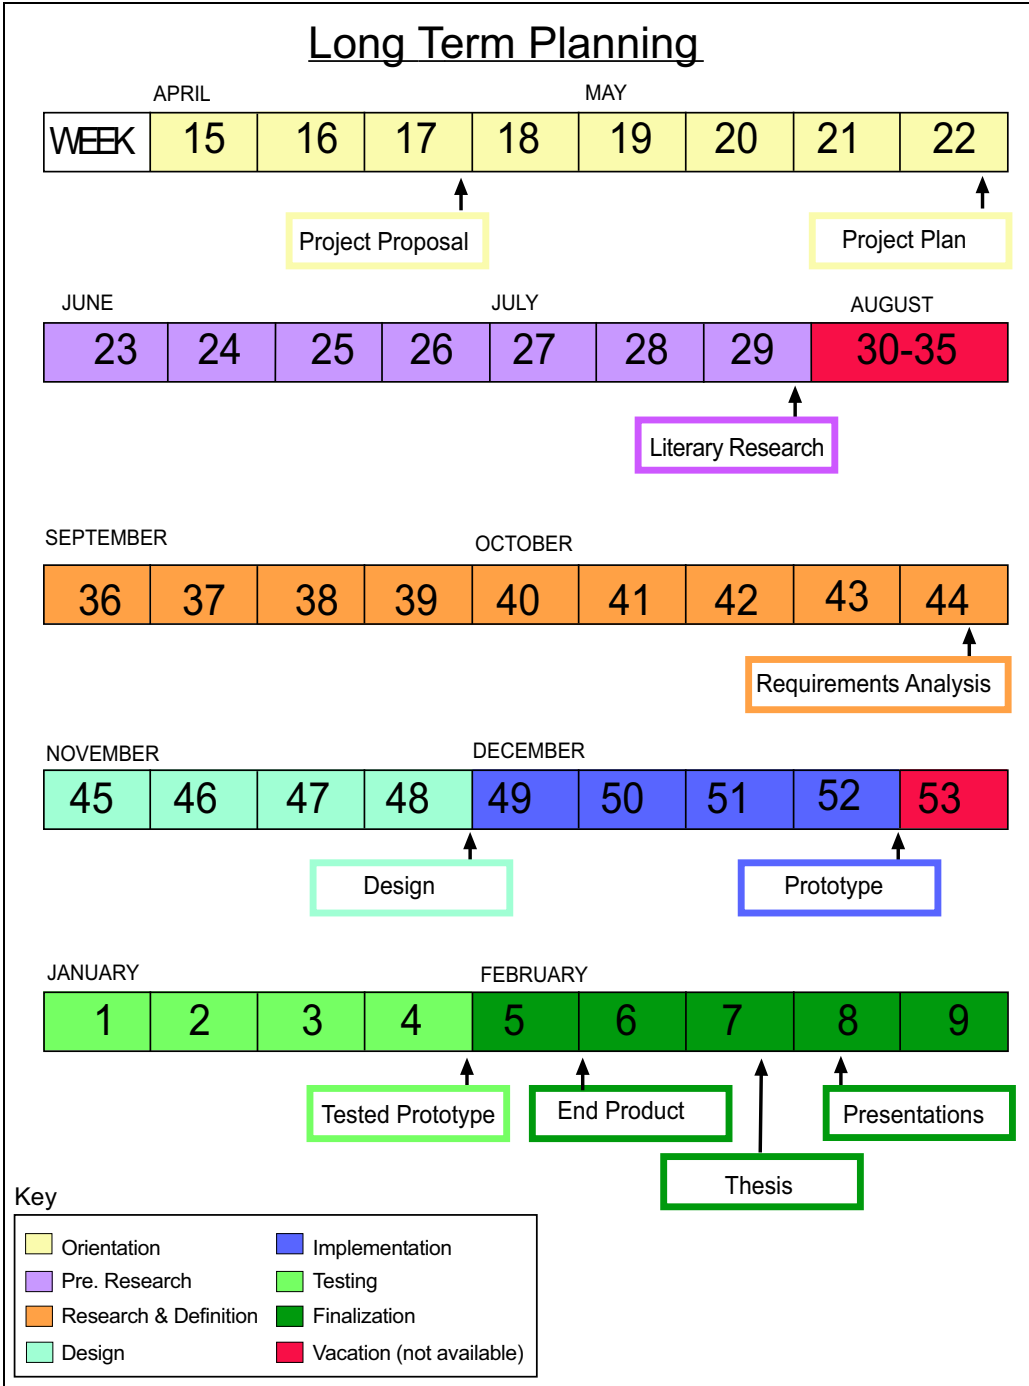 Long Term Planning
APRIL MAY
WEEK 15 16 17 18 19 20 21 22
Project Proposal Project Plan
JUNE JULY AUGUST
23 24 25 26 27 28 29 30-35
Literary Research
SEPTEMBER OCTOBER
36 37 38 39 40 41 42 43 44
Requirements Analysis
NOVEMBER DECEMBER
45 46 47 48 49 50 51 52 53
Design Prototype
JANUARY FEBRUARY
1 2 3 4 5 6 7 8 9
Tested Prototype End Product Presentations
Thesis
Key
Orientation Implementation
Pre. Research Testing
Research & Definition Finalization
Design Vacation (not available)